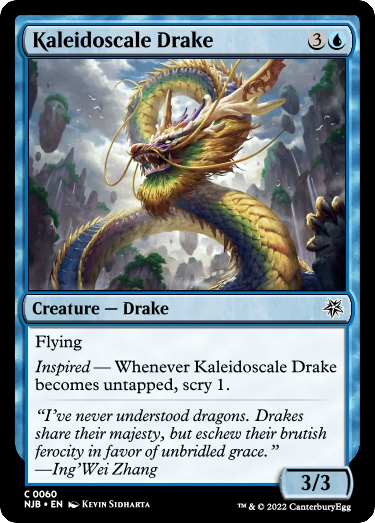 Kaleidoscale Drake 3
Creature — Drake
Flying
Inspired — Whenever Kaleidoscale Drake
becomes untapped, scry 1.
“I’ve never understood dragons. Drakes
share their majesty, but eschew their brutish
ferocity in favor of unbridled grace.”
—Ing’Wei Zhang
3/3
C 0060
NJB • EN Kevin Sidharta
™ & © 2022 CanterburyEgg